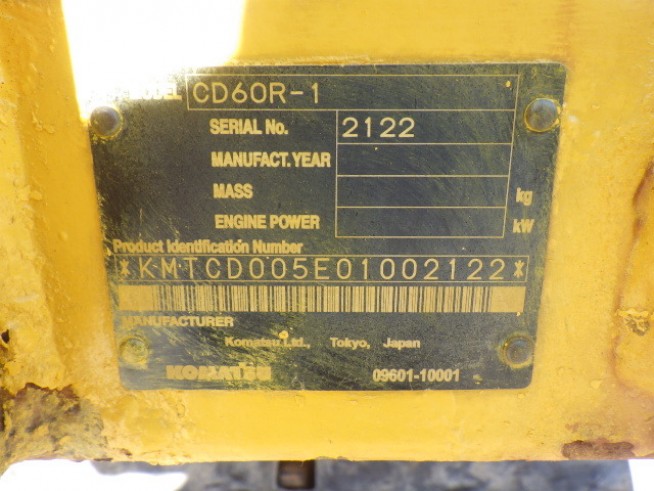 MODEL CD60R-1
SERIAL No. 2122
MANUFACT.YEAR
MASS kg
ENGINE POWER kW
Product Identification Number
*KMTCD005E01002122*
MANUFACTURER
Komatsu Ltd., Tokyo, Japan
KOMATSU 09601-10001